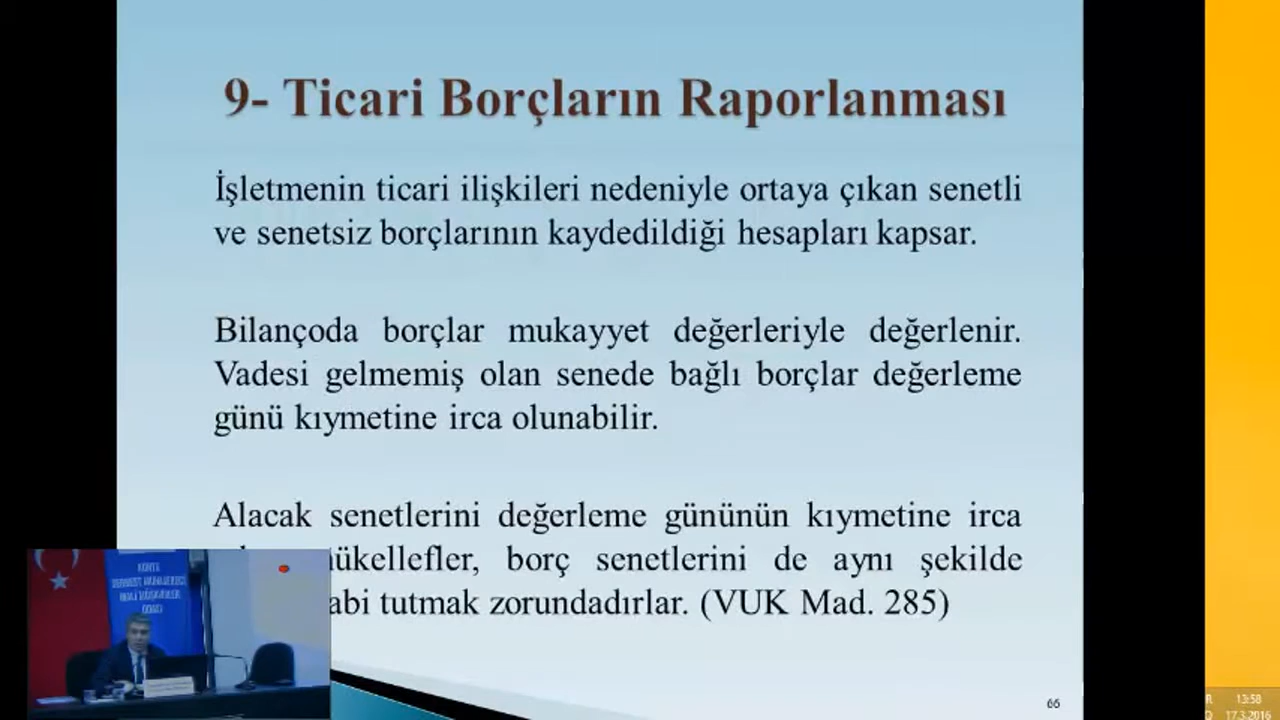 9- Ticari Borçların Raporlanması
İşletmenin ticari ilişkileri nedeniyle ortaya çıkan senetli
ve senetsiz borçlarının kaydedildiği hesapları kapsar.
Bilançoda borçlar mukayyet değerleriyle değerlenir.
Vadesi gelmemiş olan senede bağlı borçlar değerleme
günü kıymetine irca olunabilir.
Alacak senetlerini değerleme gününün kıymetine irca
borç senetlerini de aynı şekilde
tutmak zorundadırlar. (VUK Mad. 285)
66
13:58
17.3.2016